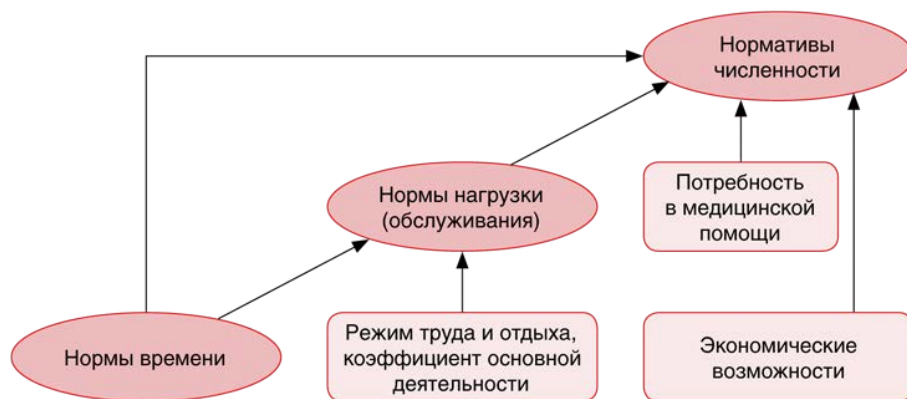 Нормативы
численности
Нормы нагрузки
(обслуживания)
Потребность
в медицинской
помощи
Нормы времени
Режим труда и отдыха,
коэффициент основной
деятельности
Экономические
возможности